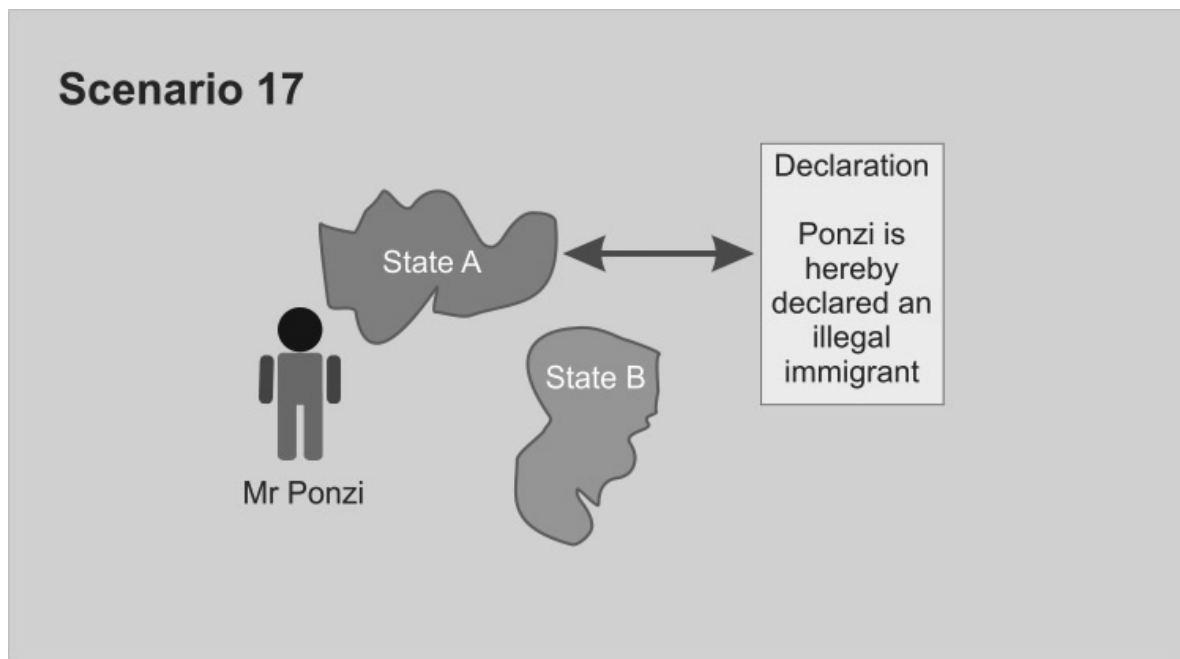 Scenario 17
State A
State B
Mr Ponzi
Declaration
Ponzi is
hereby
declared an
illegal
immigrant